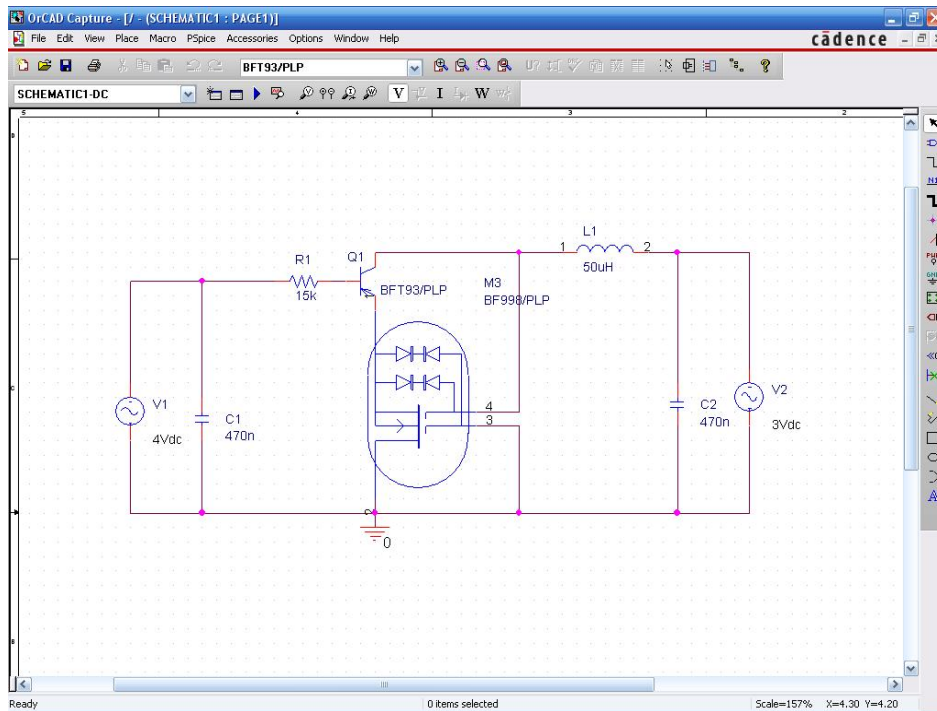 OrCAD Capture - [/ - (SCHEMATIC1 : PAGE1)]
File Edit View Place Macro PSpice Accessories Options Window Help
cādence
BFT93/PLP
SCHEMATIC1-DC
V I W
5 4 3 2
L1
1 2
50uH
R1
15k
Q1
BFT93/PLP
M3
BF998/PLP
4
3
V1
4Vdc
C1
470n
C2
470n
V2
3Vdc
2
0
Ready
0 items selected
Scale=157% X=4.30 Y=4.20